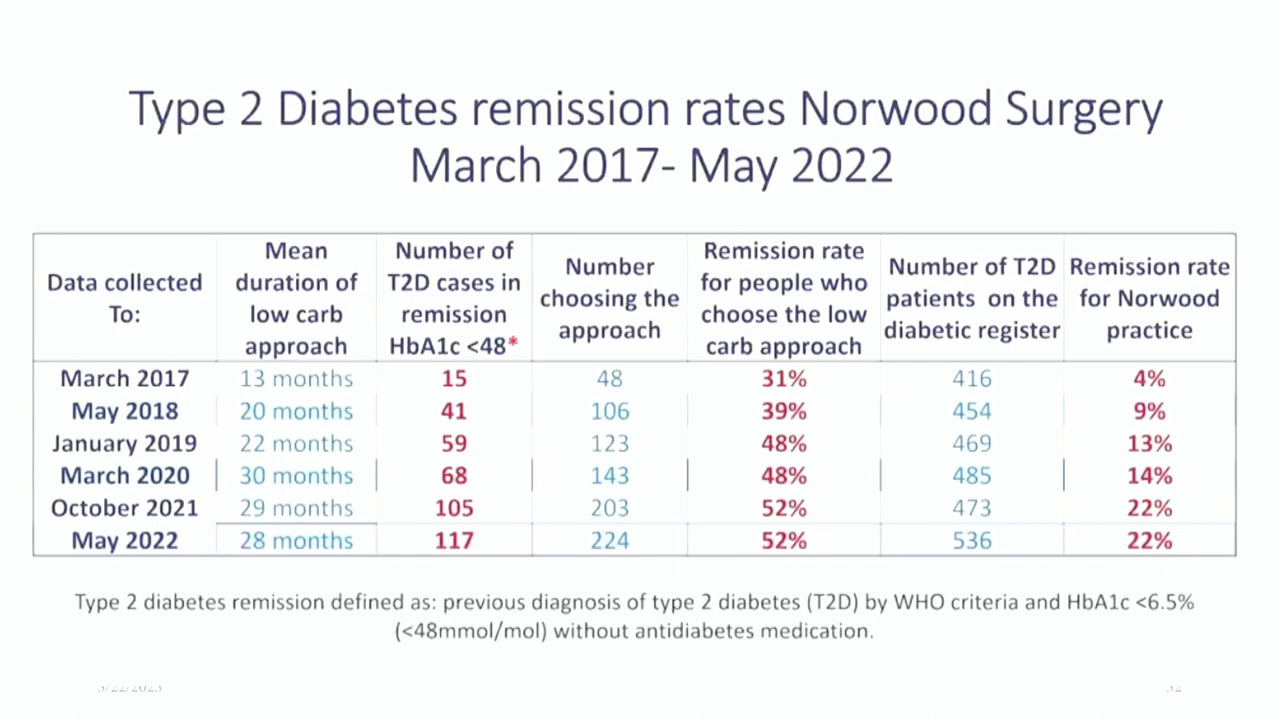 Type 2 Diabetes remission rates Norwood Surgery
March 2017- May 2022
Data collected To: Mean duration of low carb approach Number of T2D cases in remission HbA1c <48* Number choosing the approach Remission rate for people who choose the low carb approach Number of T2D patients on the diabetic register Remission rate for Norwood practice
March 2017 13 months 15 48 31% 416 4%
May 2018 20 months 41 106 39% 454 9%
January 2019 22 months 59 123 48% 469 13%
March 2020 30 months 68 143 48% 485 14%
October 2021 29 months 105 203 52% 473 22%
May 2022 28 months 117 224 52% 536 22%
Type 2 diabetes remission defined as: previous diagnosis of type 2 diabetes (T2D) by WHO criteria and HbA1c <6.5%
(<48mmol/mol) without antidiabetes medication.